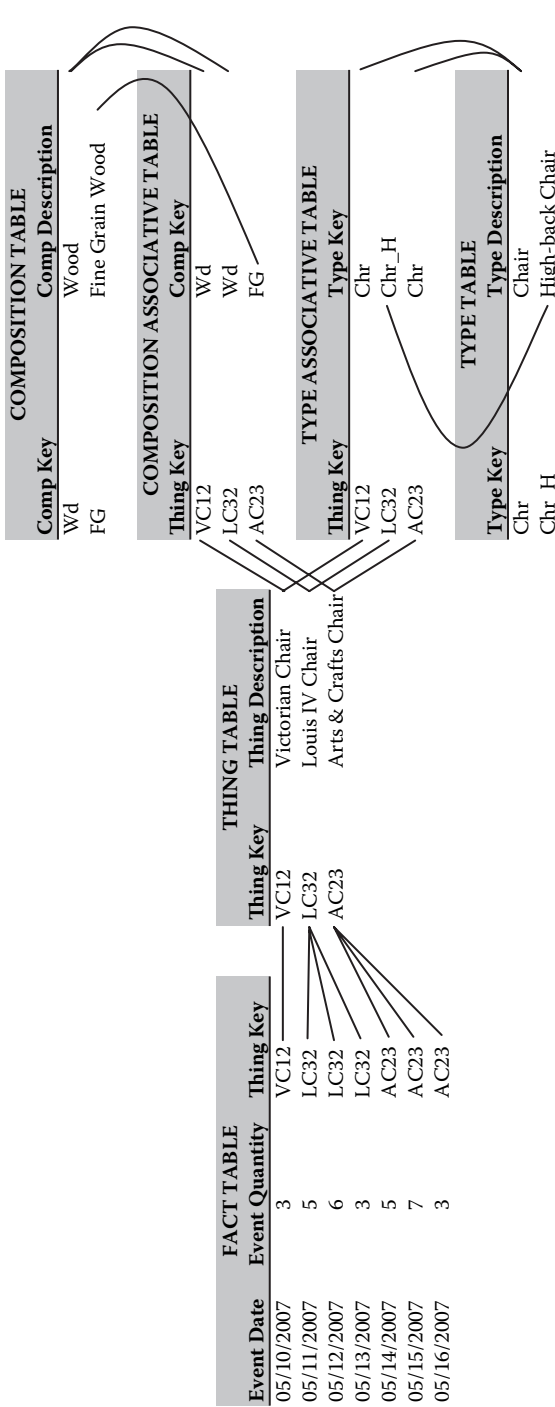 FACT TABLE
Event Date Event Quantity Thing Key
05/10/2007 3 VC12
05/11/2007 5 LC32
05/12/2007 6 LC32
05/13/2007 3 LC32
05/14/2007 5 AC23
05/15/2007 7 AC23
05/16/2007 3 AC23
THING TABLE
Thing Key Thing Description
VC12 Victorian Chair
LC32 Louis IV Chair
AC23 Arts & Crafts Chair
COMPOSITION TABLE
Comp Key Comp Description
Wd Wood
FG Fine Grain Wood
COMPOSITION ASSOCIATIVE TABLE
Thing Key Comp Key
VC12 Wd
LC32 Wd
AC23 FG
TYPE ASSOCIATIVE TABLE
Thing Key Type Key
VC12 Chr
LC32 Chr_H
AC23 Chr
TYPE TABLE
Type Key Type Description
Chr Chair
Chr_H High-back Chair